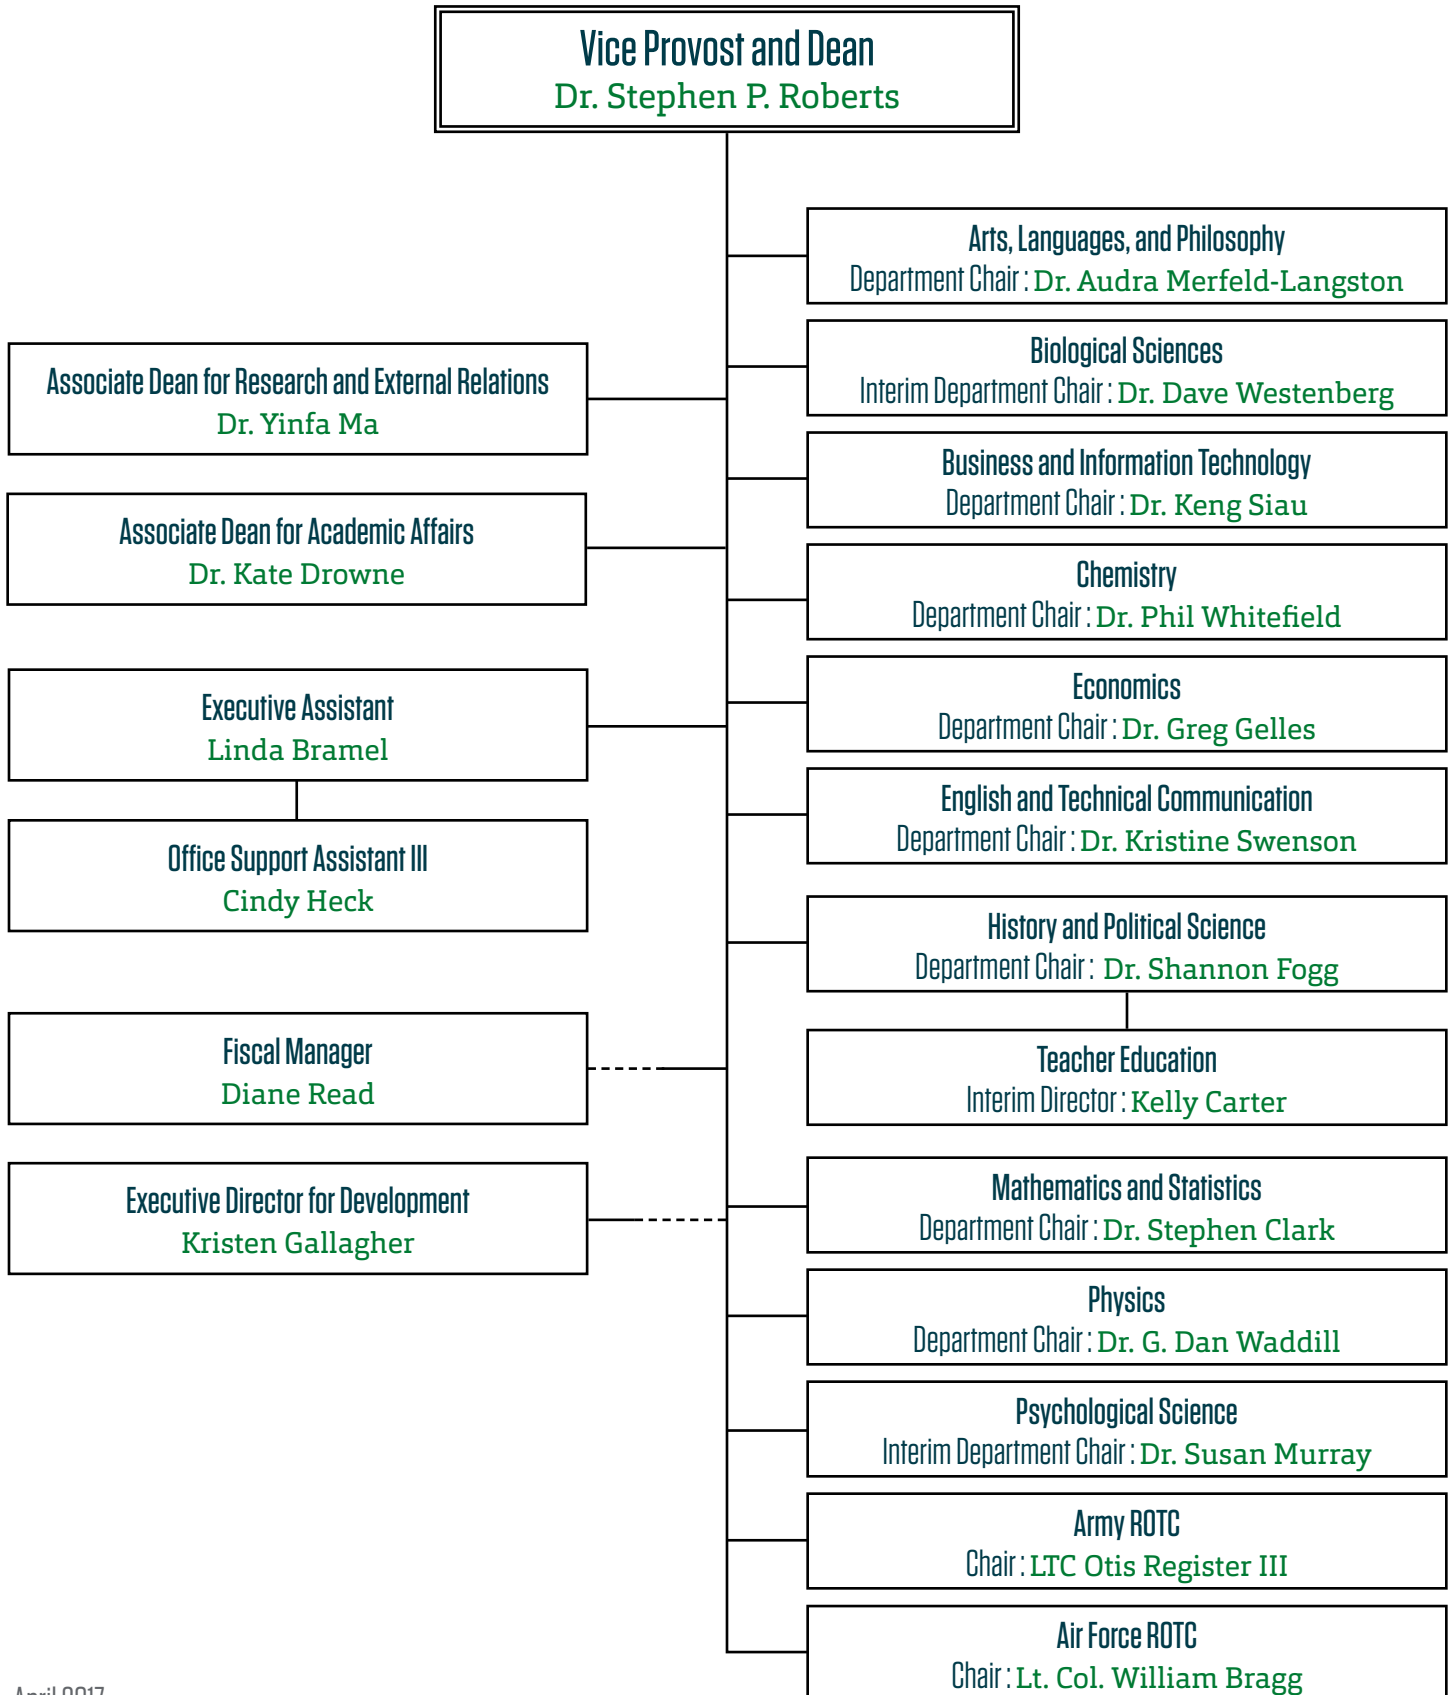 Vice Provost and Dean
Dr. Stephen P. Roberts
Arts, Languages, and Philosophy
Department Chair : Dr. Audra Merfeld-Langston
Biological Sciences
Interim Department Chair : Dr. Dave Westenberg
Business and Information Technology
Department Chair : Dr. Keng Siau
Chemistry
Department Chair : Dr. Phil Whitefield
Economics
Department Chair : Dr. Greg Gelles
English and Technical Communication
Department Chair : Dr. Kristine Swenson
History and Political Science
Department Chair : Dr. Shannon Fogg
Teacher Education
Interim Director : Kelly Carter
Mathematics and Statistics
Department Chair : Dr. Stephen Clark
Physics
Department Chair : Dr. G. Dan Waddill
Psychological Science
Interim Department Chair : Dr. Susan Murray
Army ROTC
Chair : LTC Otis Register III
Air Force ROTC
Chair : Lt. Col. William Bragg
Associate Dean for Research and External Relations
Dr. Yinfa Ma
Associate Dean for Academic Affairs
Dr. Kate Drowne
Executive Assistant
Linda Bramel
Office Support Assistant III
Cindy Heck
Fiscal Manager
Diane Read
Executive Director for Development
Kristen Gallagher
April 2017